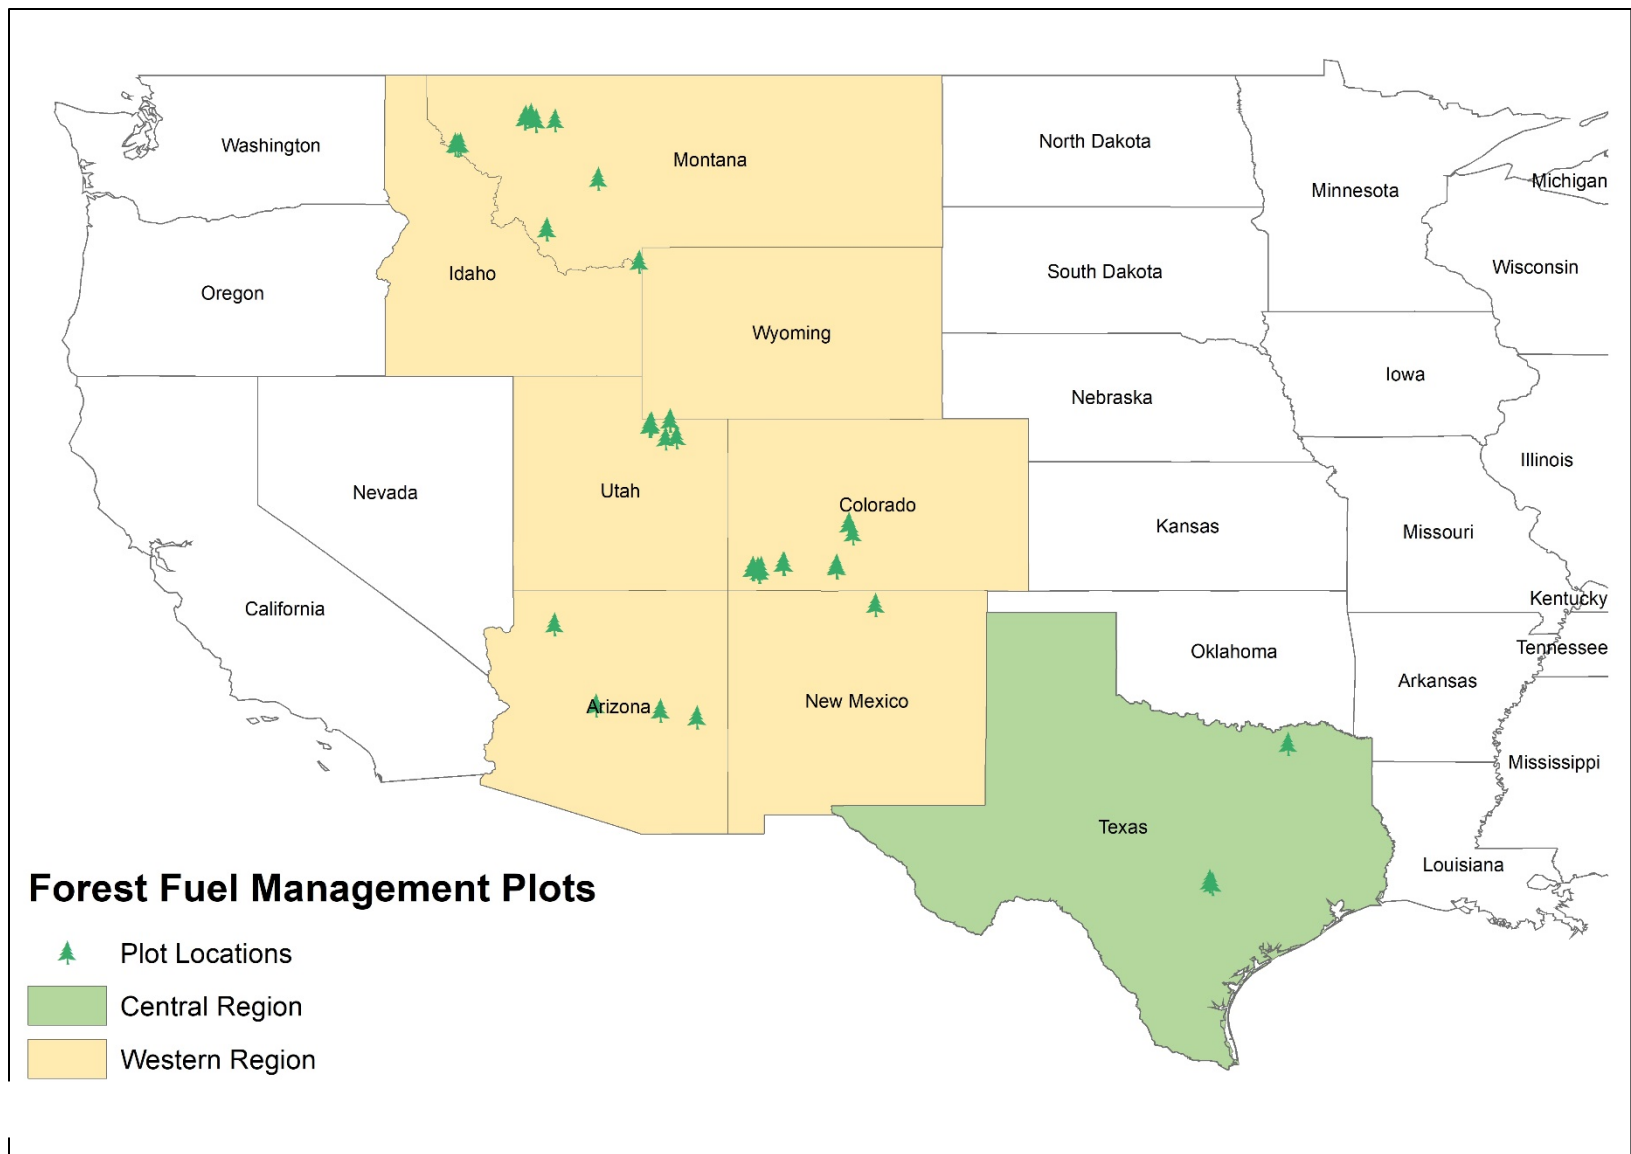 Washington
Montana
North Dakota
Minnesota
Michigan
Oregon
Idaho
South Dakota
Wisconsin
Wyoming
Nebraska
Iowa
Nevada
Utah
Colorado
Kansas
Missouri
Illinois
California
Kentucky
Tennessee
Arizona
New Mexico
Oklahoma
Arkansas
Mississippi
Texas
Louisiana
Forest Fuel Management Plots
Plot Locations
Central Region
Western Region